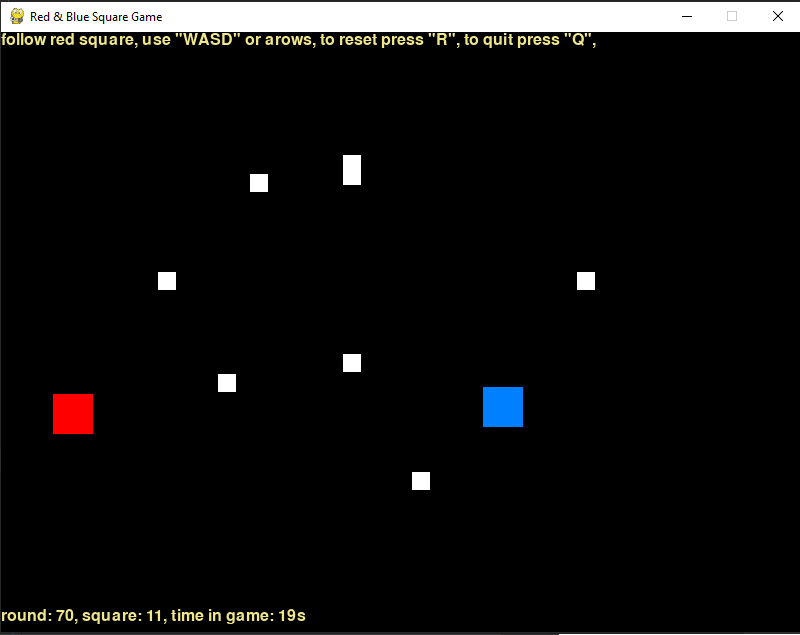 Red & Blue Square Game
follow red square, use "WASD" or arows, to reset press "R", to quit press "Q",
round: 70, square: 11, time in game: 19s